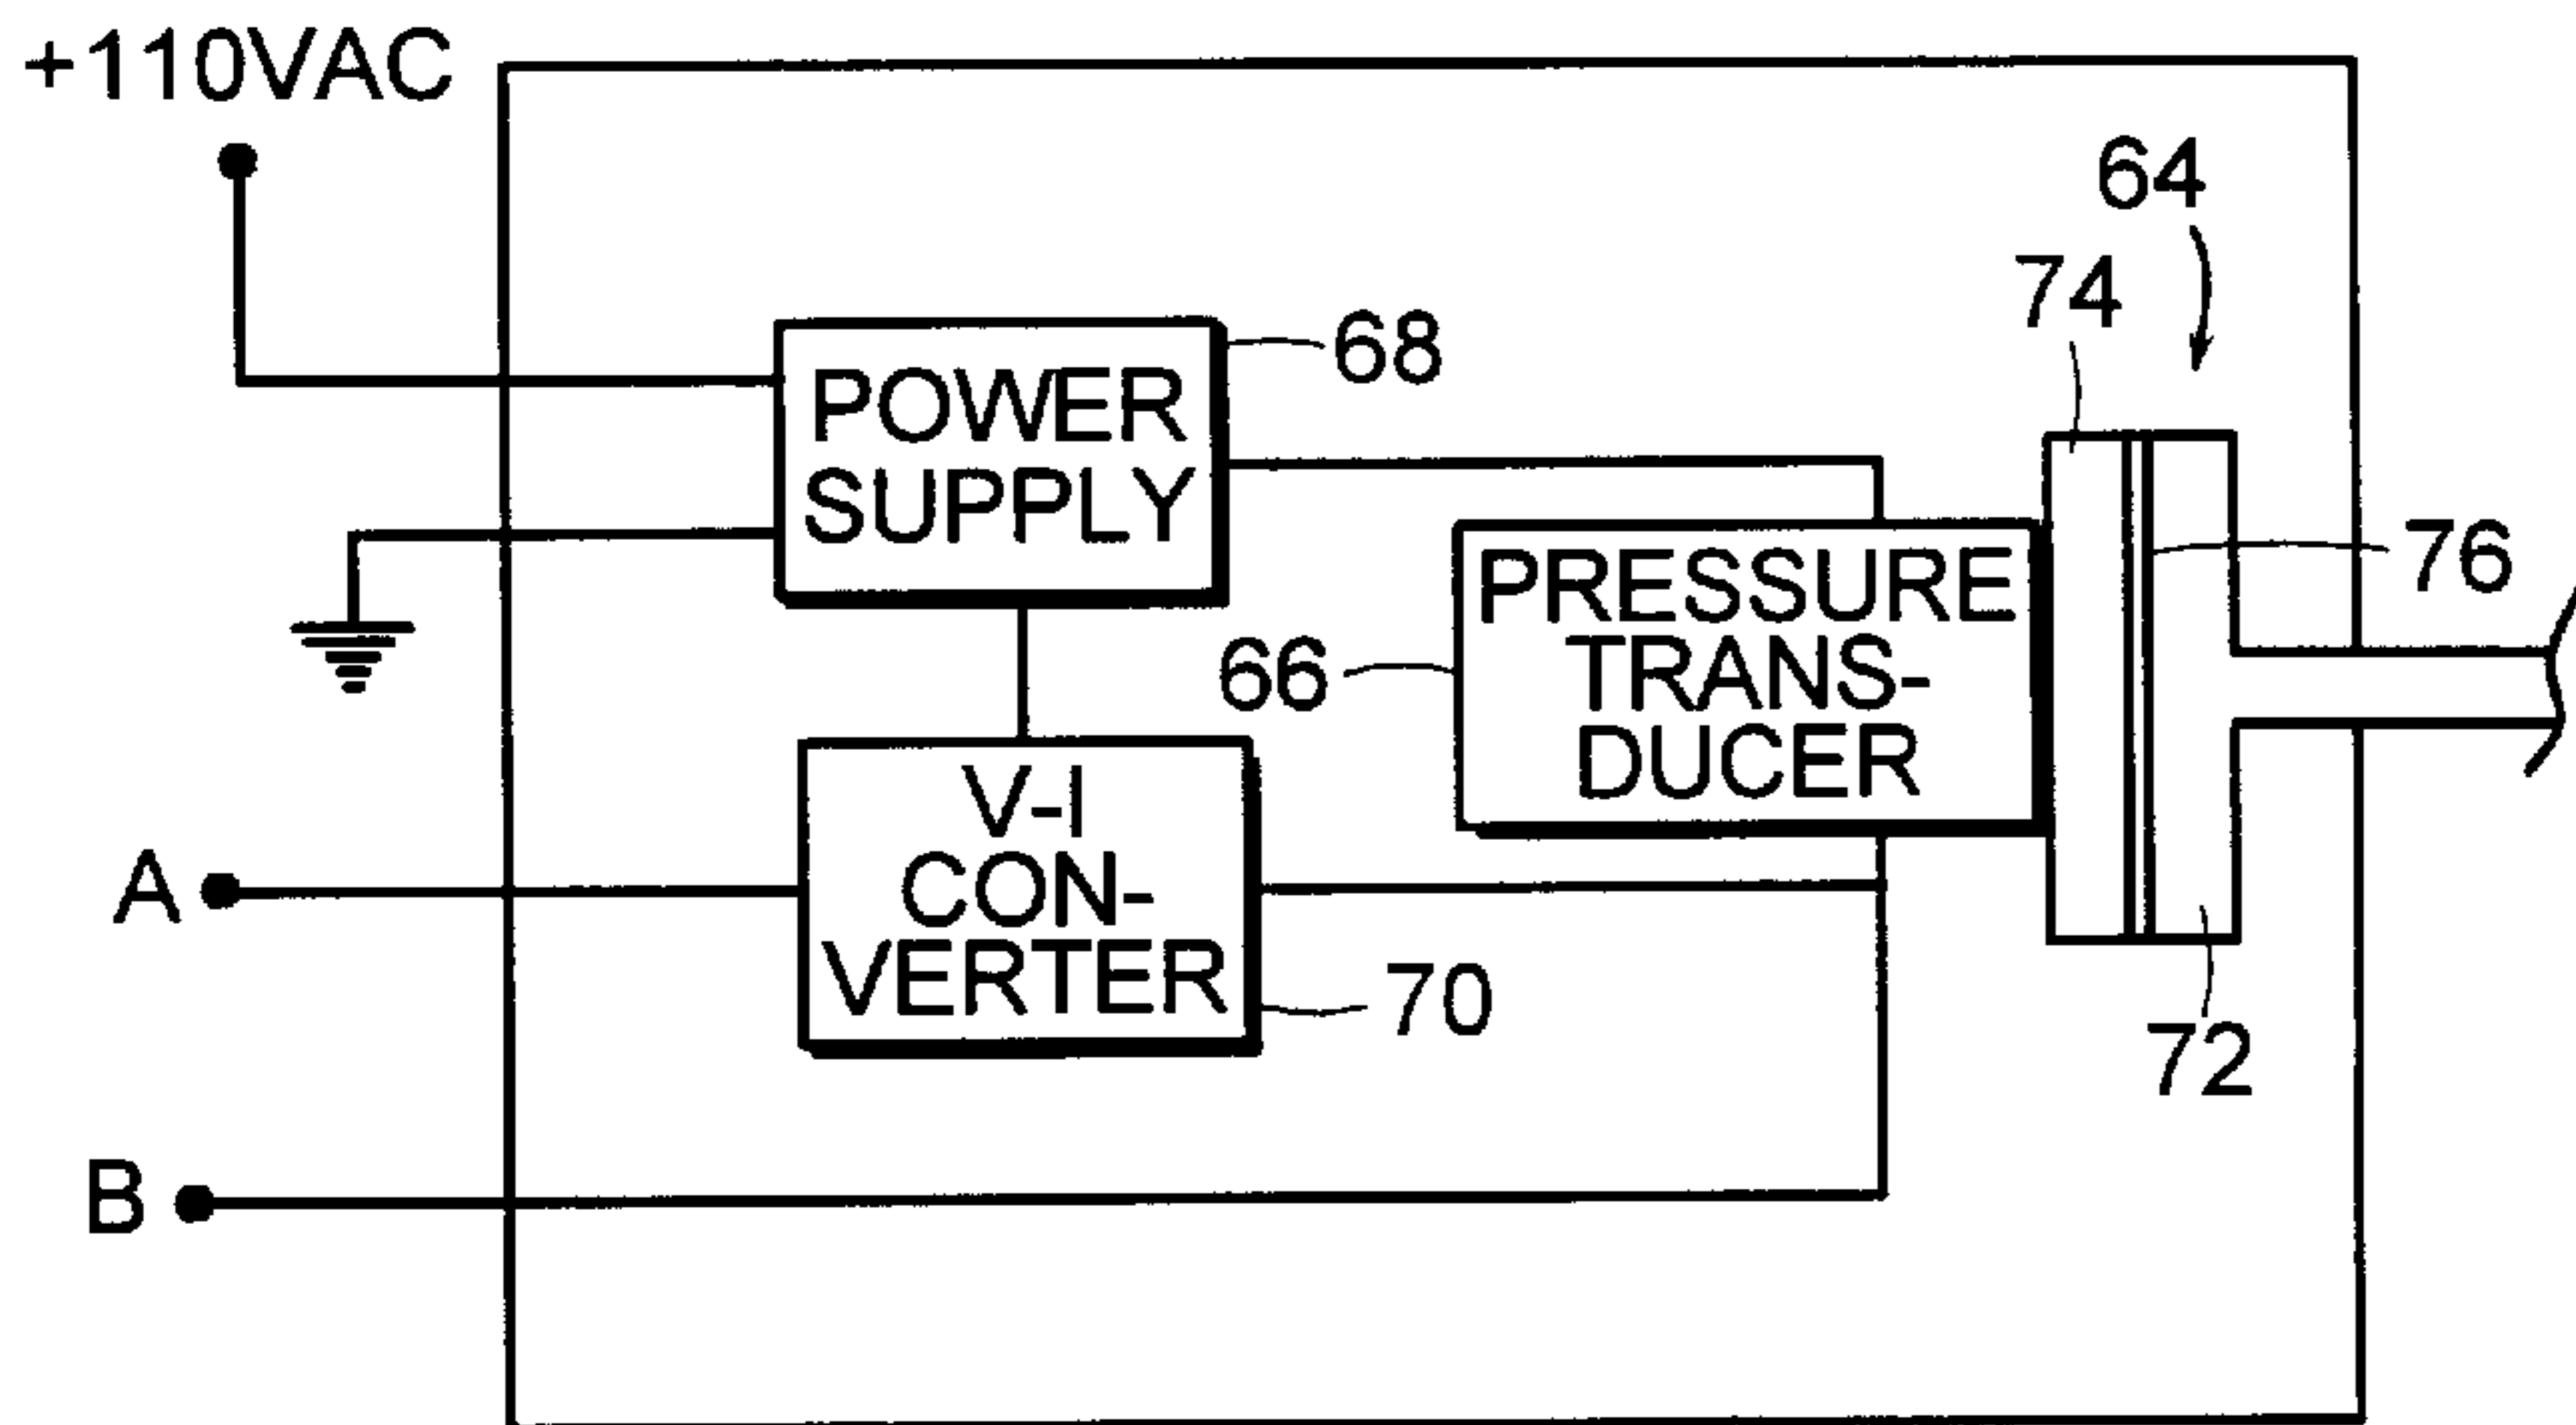 +110VAC
64
74
68
POWER
SUPPLY
76
PRESSURE
TRANS-
DUCER
66
V-I
CON-
VERTER
A
70
72
B